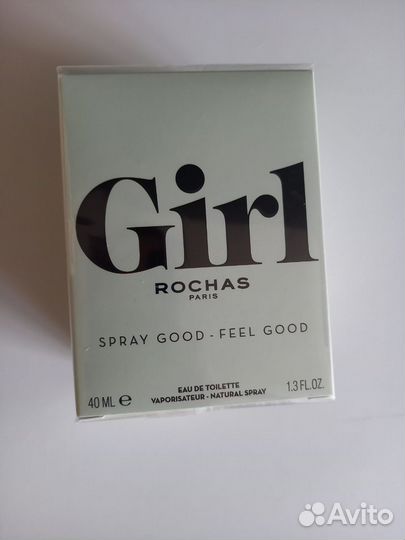 Girl
ROCHAS
PARIS
SPRAY GOOD - FEEL GOOD
EAU DE TOILETTE
40 ML ℮ VAPORISATEUR - NATURAL SPRAY 1.3 FL.OZ.
Avito